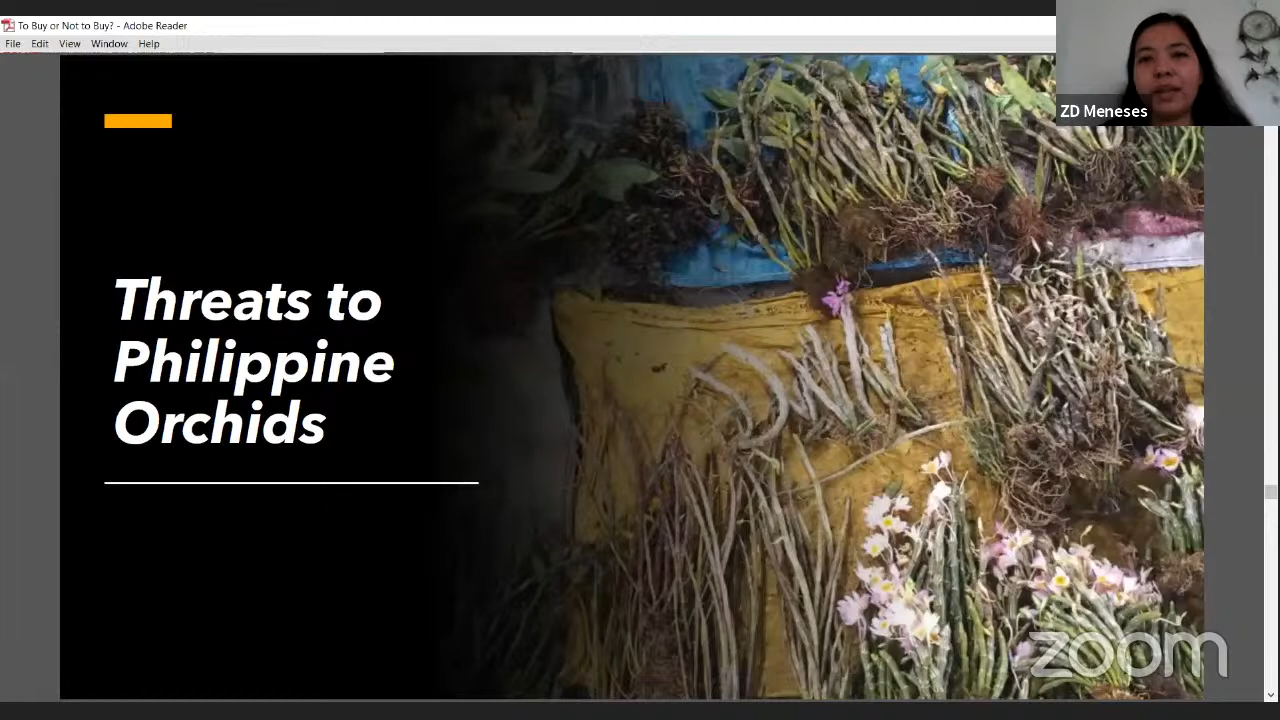 To Buy or Not to Buy? - Adobe Reader
File Edit View Window Help
ZD Meneses
Threats to
Philippine
Orchids
zoom